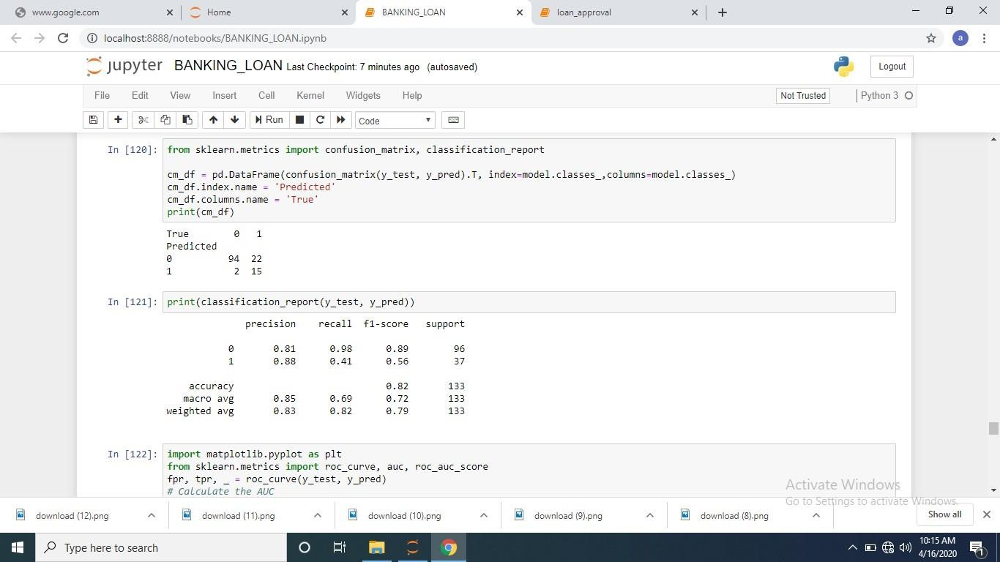 www.google.com
Home
BANKING_LOAN
loan_approval
localhost:8888/notebooks/BANKING_LOAN.ipynb
a
jupyter BANKING_LOAN Last Checkpoint: 7 minutes ago (autosaved)
Logout
File Edit View Insert Cell Kernel Widgets Help
Not Trusted
Python 3
Run
Code
In [120]: from sklearn.metrics import confusion_matrix, classification_report
cm_df = pd.DataFrame(confusion_matrix(y_test, y_pred).T, index=model.classes_,columns=model.classes_)
cm_df.index.name = 'Predicted'
cm_df.columns.name = 'True'
print(cm_df)
True 0 1
Predicted
0 94 22
1 2 15
In [121]: print(classification_report(y_test, y_pred))
precision recall f1-score support
0 0.81 0.98 0.89 96
1 0.88 0.41 0.56 37
accuracy 0.82 133
macro avg 0.85 0.69 0.72 133
weighted avg 0.83 0.82 0.79 133
In [122]: import matplotlib.pyplot as plt
from sklearn.metrics import roc_curve, auc, roc_auc_score
fpr, tpr, _ = roc_curve(y_test, y_pred)
# Calculate the AUC
Activate Windows
Go to Settings to activate Windows.
download (12).png
download (11).png
download (10).png
download (9).png
download (8).png
Show all
Type here to search
10:15 AM
4/16/2020
1